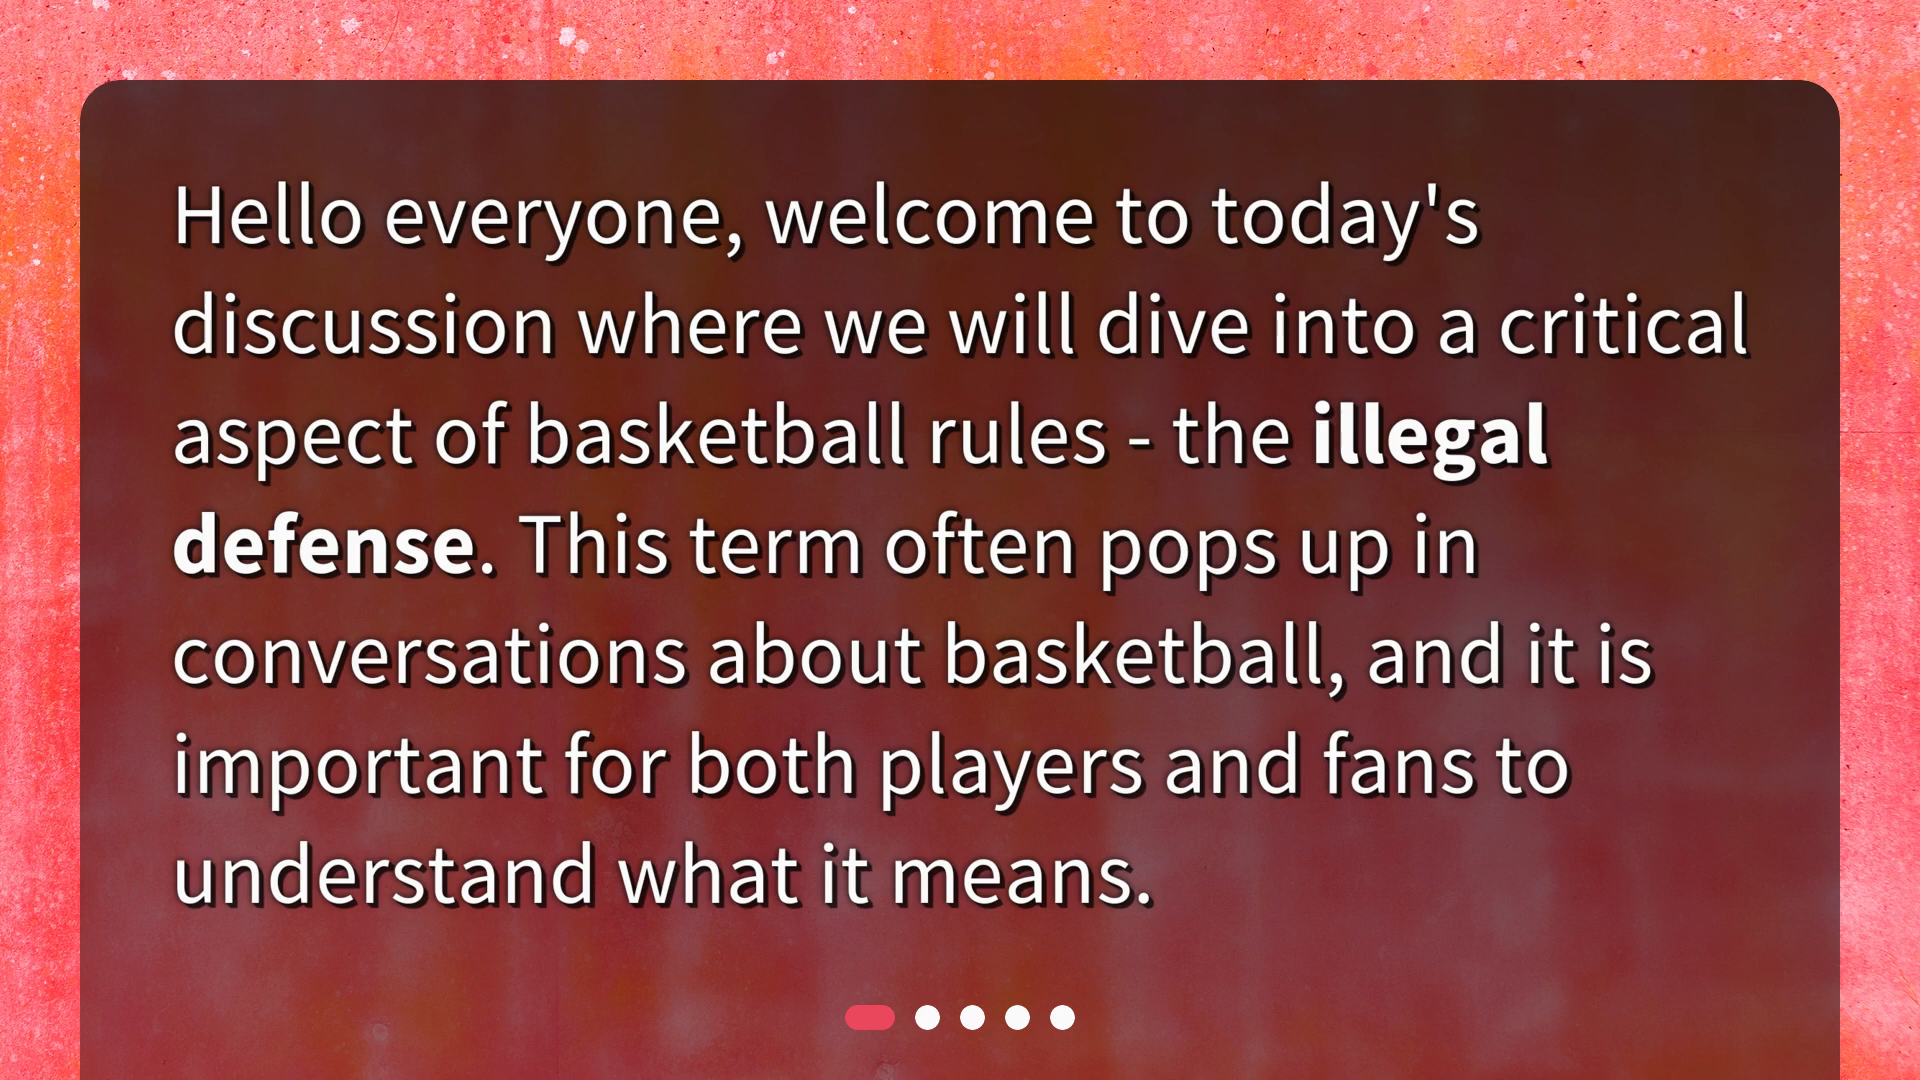 Hello everyone, welcome to today's
discussion where we will dive into a critical
aspect of basketball rules - the illegal
defense. This term often pops up in
conversations about basketball, and it is
important for both players and fans to
understand what it means.